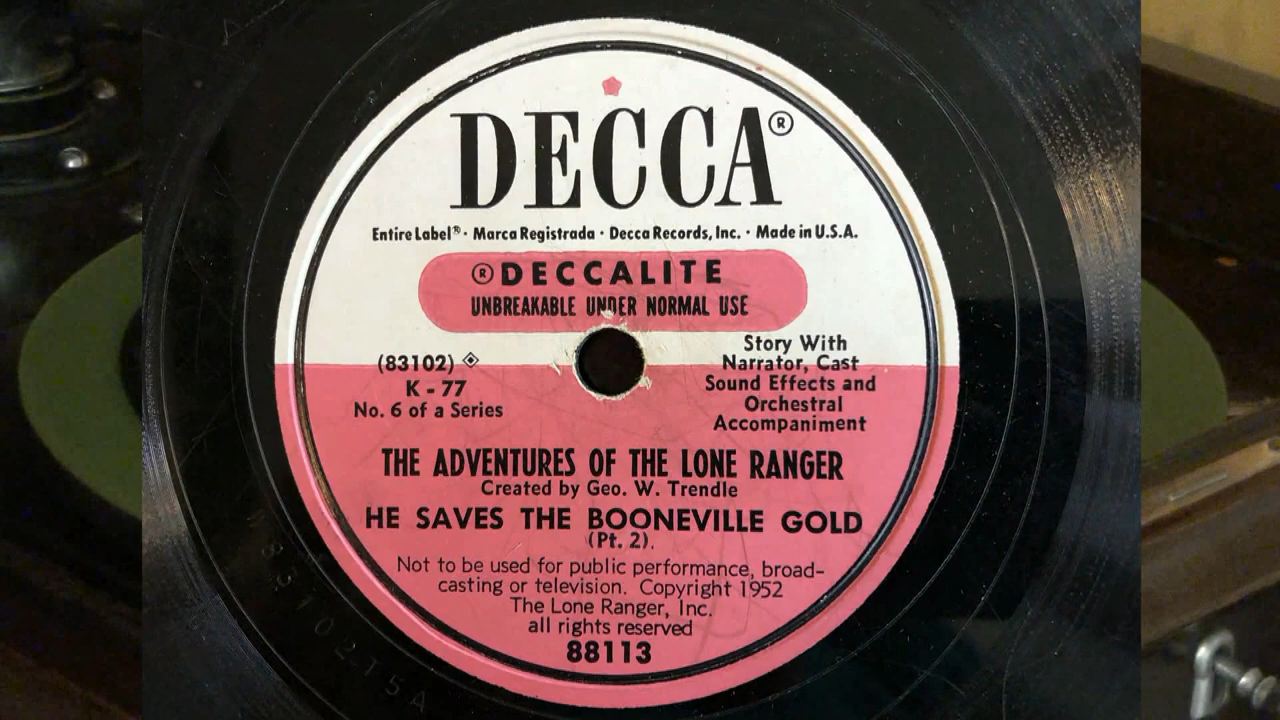 DECCA®
Entire Label® · Marca Registrada · Decca Records, Inc. · Made in U.S.A.
® DECCALITE
UNBREAKABLE UNDER NORMAL USE
(83102)
K - 77
No. 6 of a Series
Story With
Narrator, Cast
Sound Effects and
Orchestral
Accompaniment
THE ADVENTURES OF THE LONE RANGER
Created by Geo. W. Trendle
HE SAVES THE BOONEVILLE GOLD
(Pt. 2).
Not to be used for public performance, broad-
casting or television. Copyright 1952
The Lone Ranger, Inc.
all rights reserved
88113
83102T5A